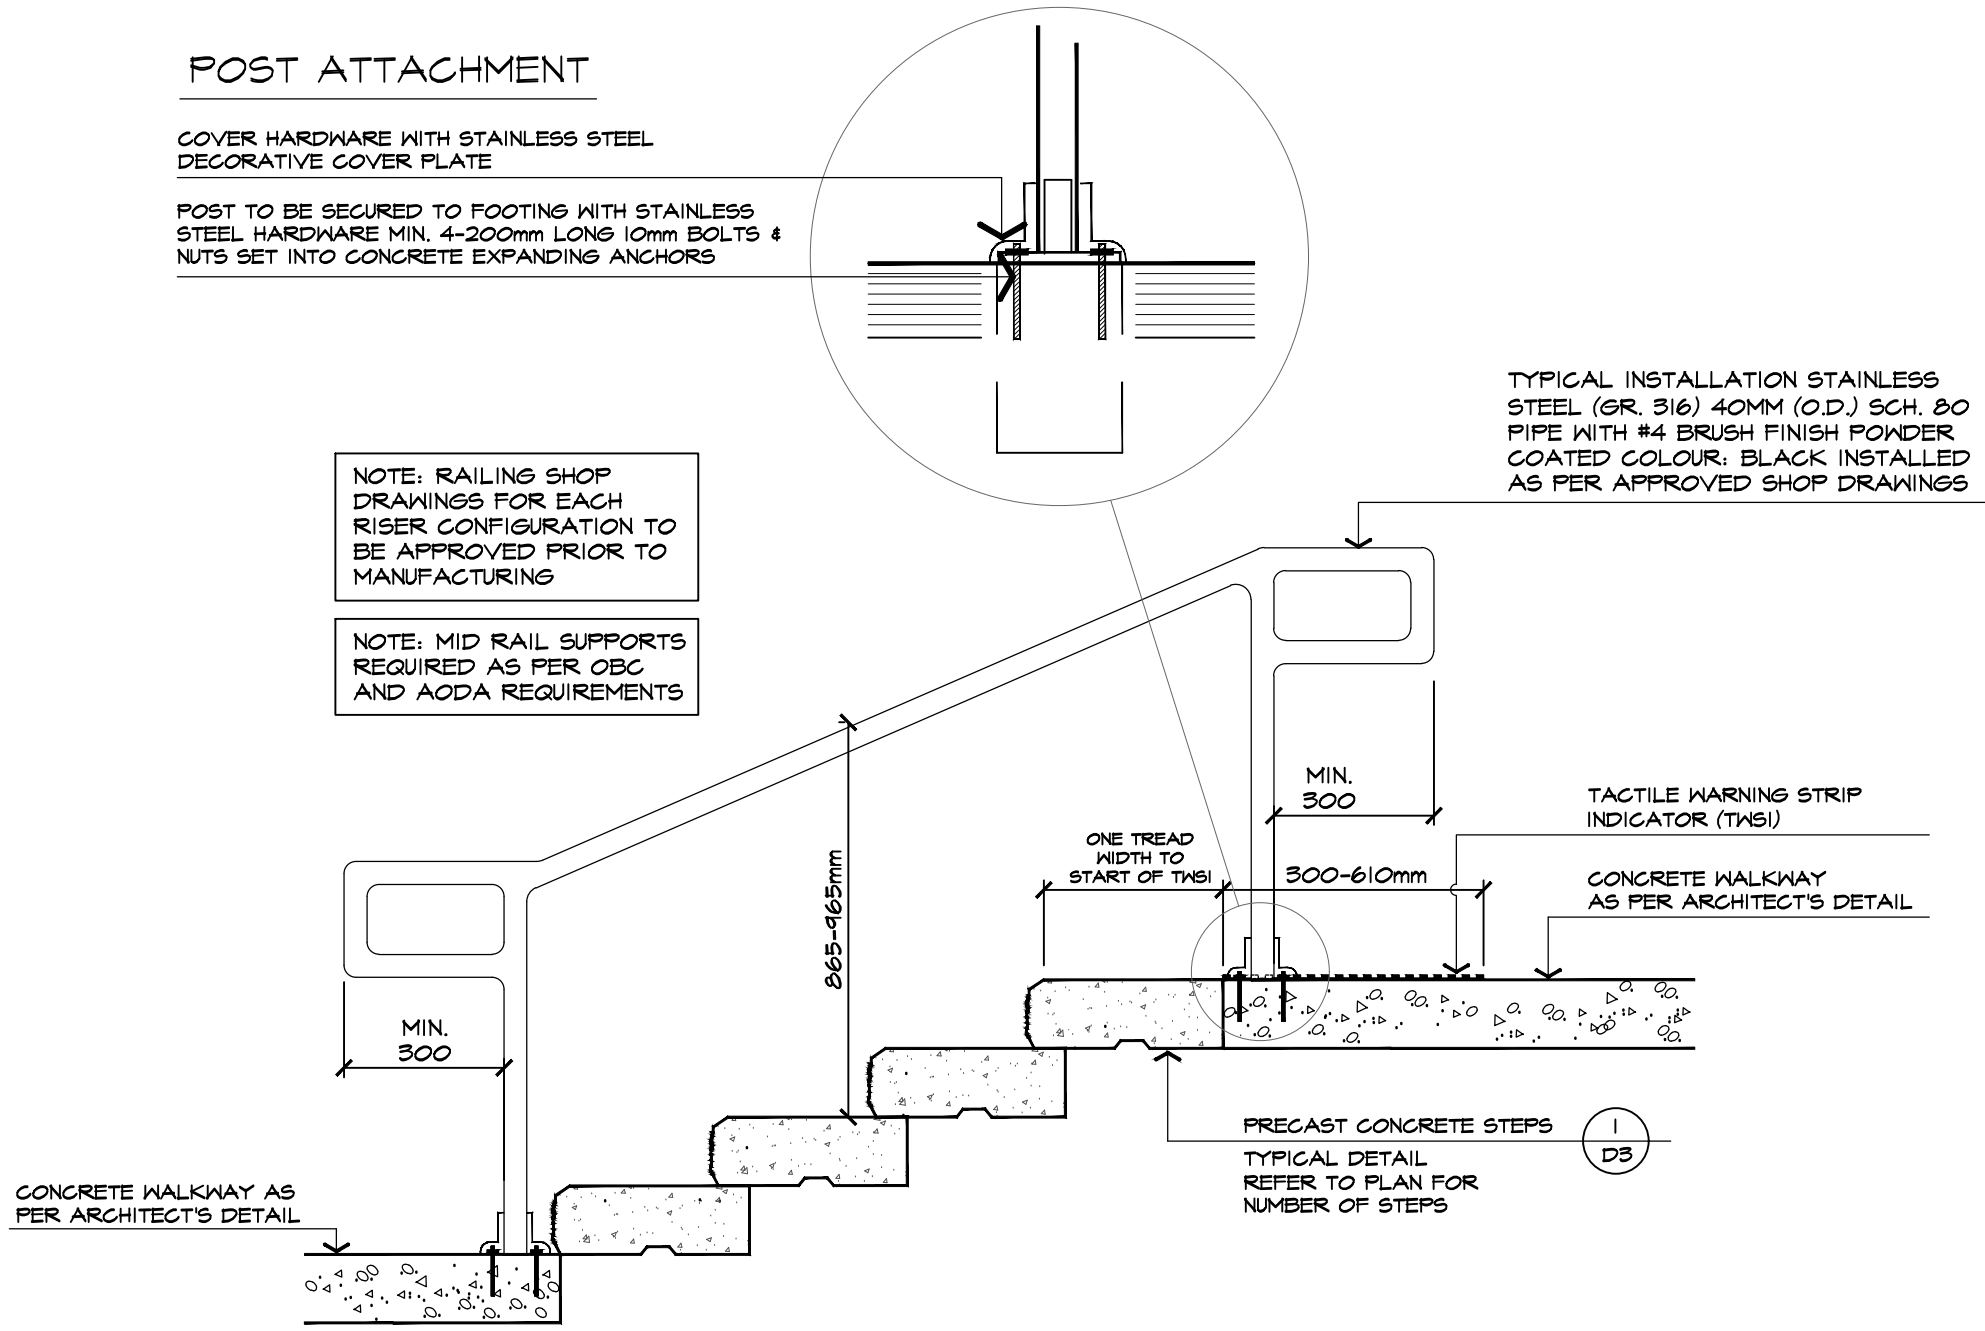 POST ATTACHMENT
COVER HARDWARE WITH STAINLESS STEEL
DECORATIVE COVER PLATE
POST TO BE SECURED TO FOOTING WITH STAINLESS
STEEL HARDWARE MIN. 4-200mm LONG 10mm BOLTS &
NUTS SET INTO CONCRETE EXPANDING ANCHORS
TYPICAL INSTALLATION STAINLESS
STEEL (GR. 316) 40MM (O.D.) SCH. 80
PIPE WITH #4 BRUSH FINISH POWDER
COATED COLOUR: BLACK INSTALLED
AS PER APPROVED SHOP DRAWINGS
NOTE: RAILING SHOP
DRAWINGS FOR EACH
RISER CONFIGURATION TO
BE APPROVED PRIOR TO
MANUFACTURING
NOTE: MID RAIL SUPPORTS
REQUIRED AS PER OBC
AND AODA REQUIREMENTS
MIN.
300
TACTILE WARNING STRIP
INDICATOR (TWSI)
ONE TREAD
WIDTH TO
START OF TWSI
300-610mm
CONCRETE WALKWAY
AS PER ARCHITECT'S DETAIL
865-965mm
MIN.
300
PRECAST CONCRETE STEPS
TYPICAL DETAIL
REFER TO PLAN FOR
NUMBER OF STEPS
1
D3
CONCRETE WALKWAY AS
PER ARCHITECT'S DETAIL